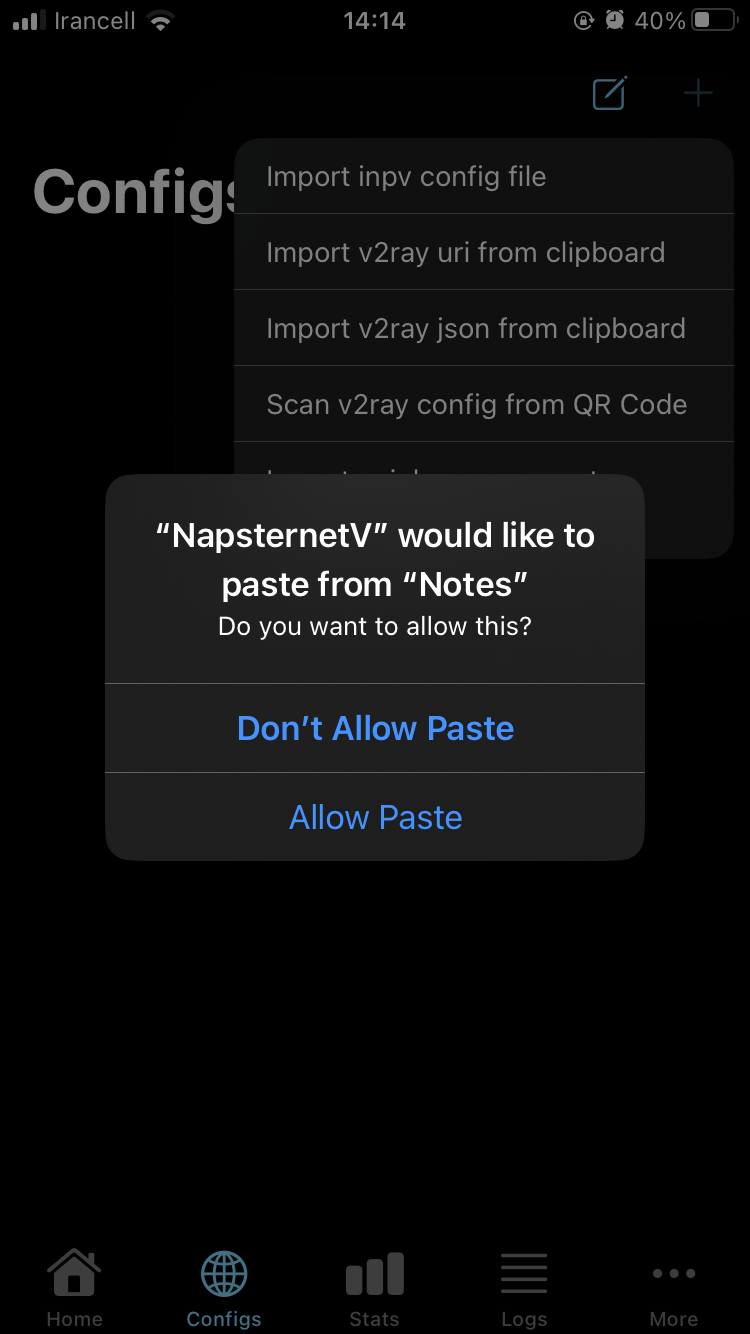 Irancell 14:14 40%
Configs
Import inpv config file
Import v2ray uri from clipboard
Import v2ray json from clipboard
Scan v2ray config from QR Code
“NapsternetV” would like to
paste from “Notes”
Do you want to allow this?
Don’t Allow Paste
Allow Paste
Home Configs Stats Logs More